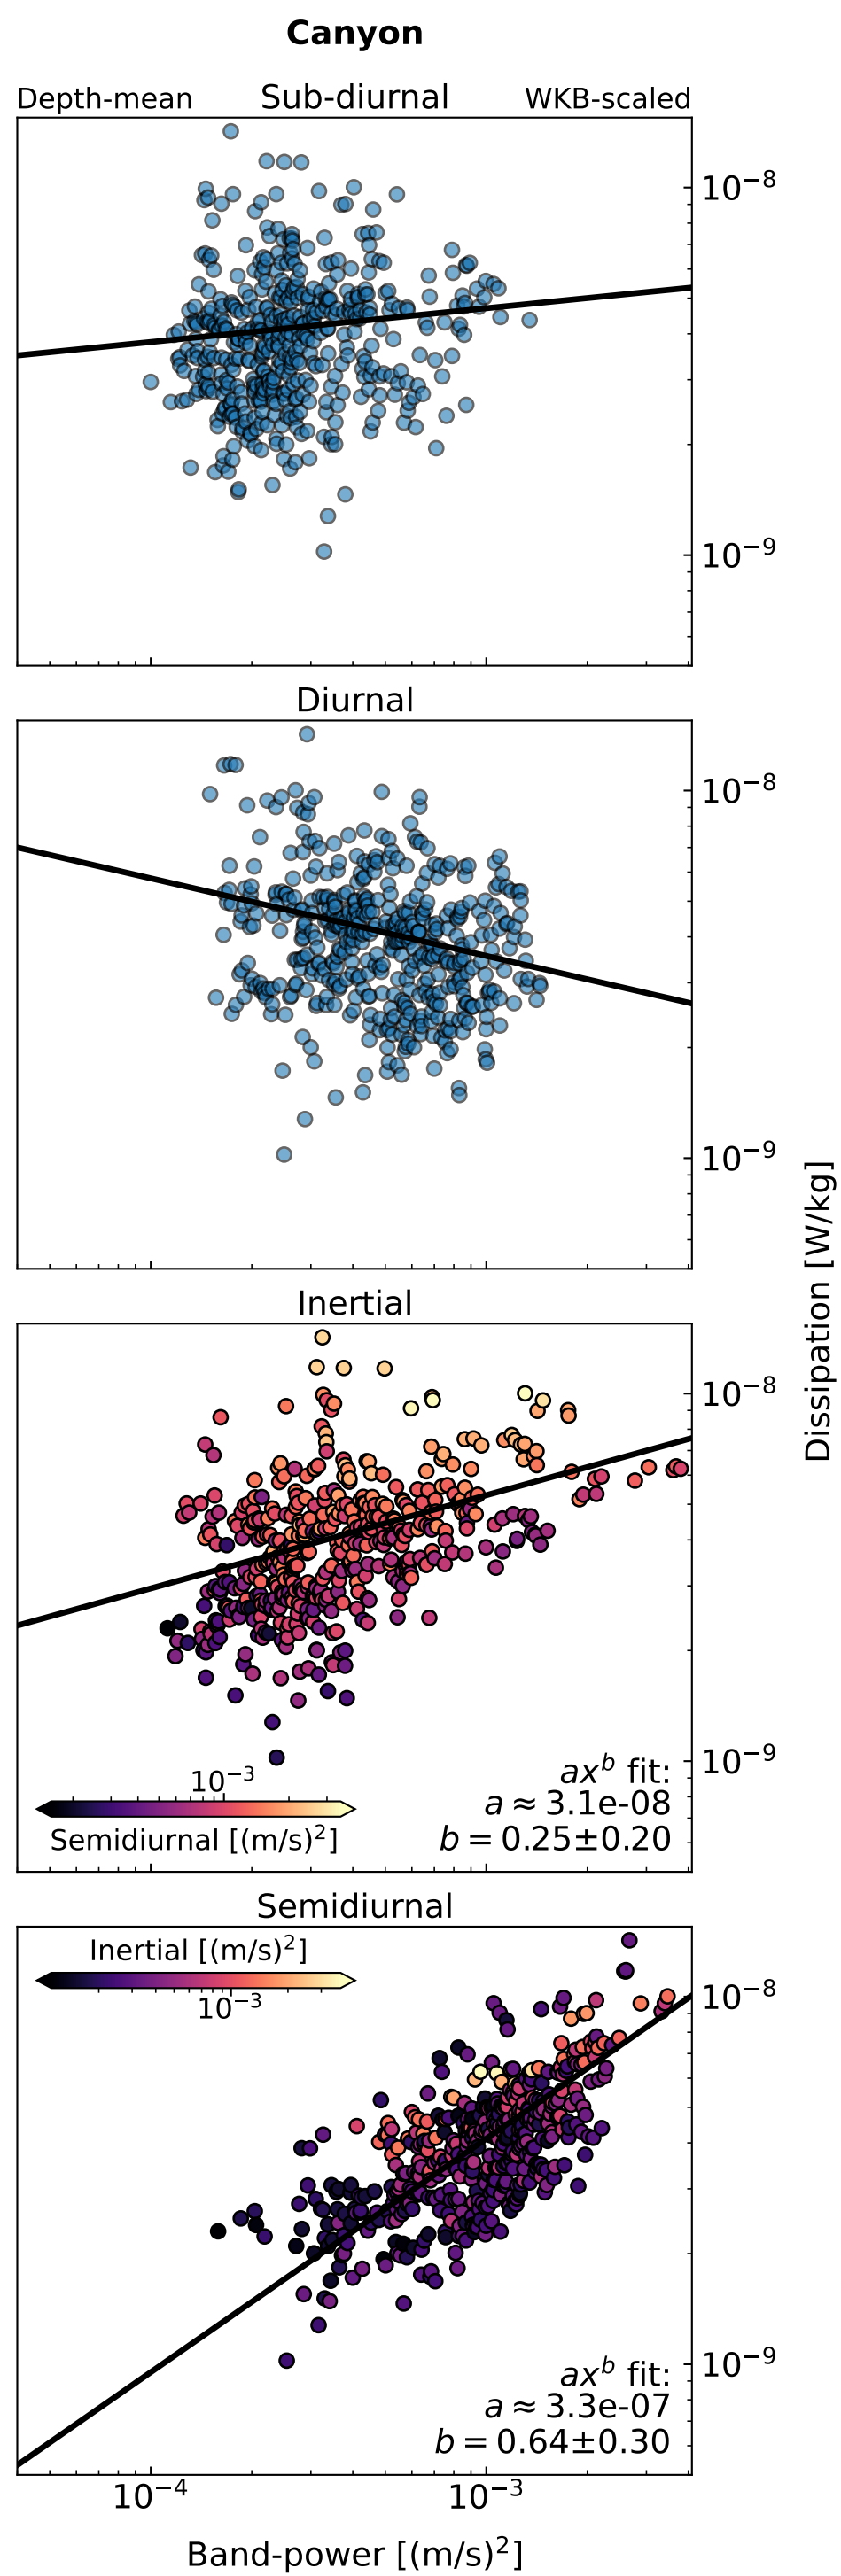 Canyon
Depth-mean Sub-diurnal WKB-scaled
10⁻⁸
10⁻⁹
Diurnal
10⁻⁸
10⁻⁹
Dissipation [W/kg]
Inertial
10⁻⁸
10⁻⁹
10⁻³
Semidiurnal [(m/s)²]
axᵇ fit:
a ≈ 3.1e-08
b = 0.25±0.20
Semidiurnal
Inertial [(m/s)²]
10⁻³
10⁻⁸
10⁻⁹
axᵇ fit:
a ≈ 3.3e-07
b = 0.64±0.30
10⁻⁴ 10⁻³
Band-power [(m/s)²]